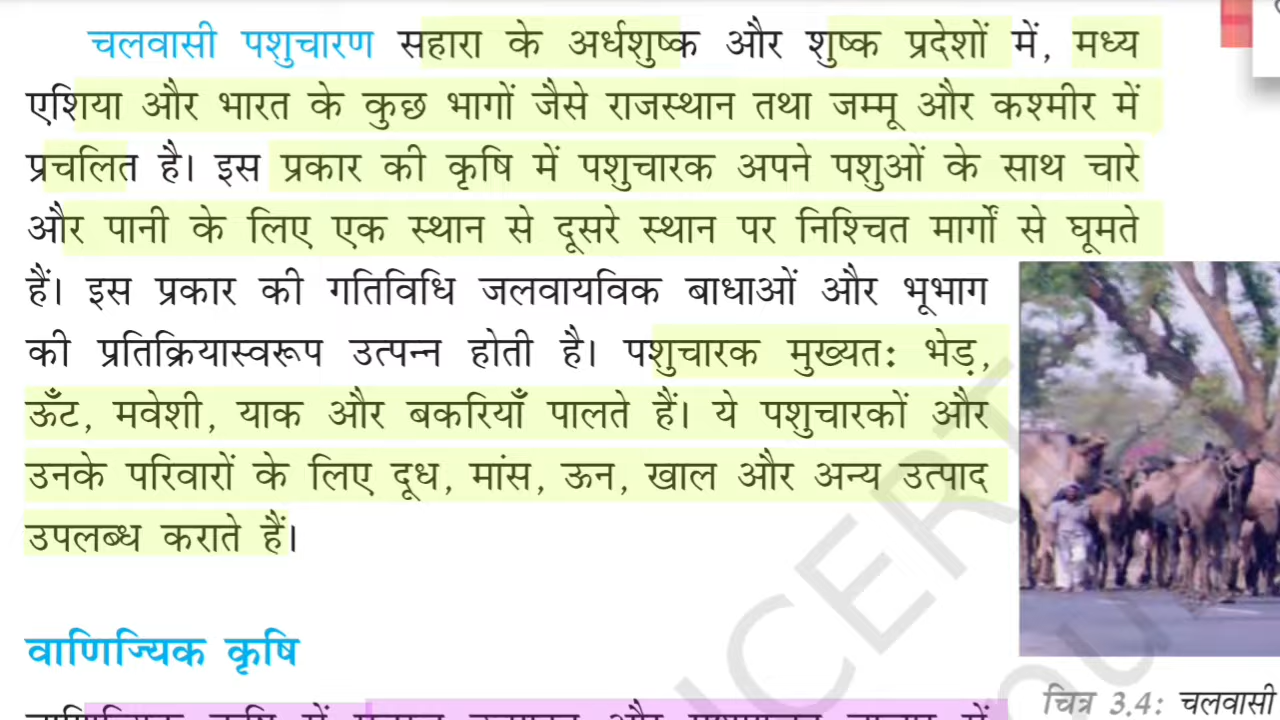 चलवासी पशुचारण सहारा के अर्धशुष्क और शुष्क प्रदेशों में, मध्य
एशिया और भारत के कुछ भागों जैसे राजस्थान तथा जम्मू और कश्मीर में
प्रचलित है। इस प्रकार की कृषि में पशुचारक अपने पशुओं के साथ चारे
और पानी के लिए एक स्थान से दूसरे स्थान पर निश्चित मार्गों से घूमते
हैं। इस प्रकार की गतिविधि जलवायविक बाधाओं और भूभाग
की प्रतिक्रियास्वरूप उत्पन्न होती है। पशुचारक मुख्यतः भेड़,
ऊँट, मवेशी, याक और बकरियाँ पालते हैं। ये पशुचारकों और
उनके परिवारों के लिए दूध, मांस, ऊन, खाल और अन्य उत्पाद
उपलब्ध कराते हैं।
वाणिज्यिक कृषि
चित्र 3.4: चलवासी